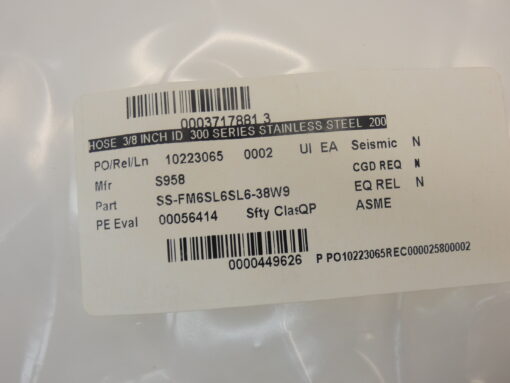 0003717881 3
HOSE 3/8 INCH ID 300 SERIES STAINLESS STEEL 200
PO/Rel/Ln 10223065 0002 UI EA Seismic N
Mfr S958 CGD REQ N
Part SS-FM6SL6SL6-38W9 EQ REL N
PE Eval 00056414 Sfty ClasQP ASME
0000449626 P PO10223065REC000025800002